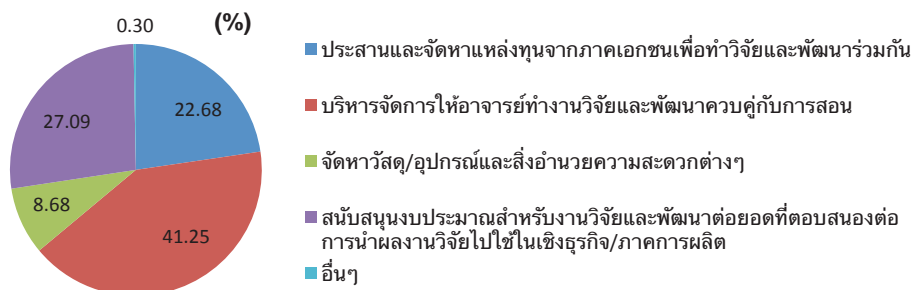 0.30
(%)
22.68
27.09
8.68
41.25
ประสานและจัดหาแหล่งทุนจากภาคเอกชนเพื่อทำวิจัยและพัฒนาร่วมกัน
บริหารจัดการให้อาจารย์ทำงานวิจัยและพัฒนาควบคู่กับการสอน
จัดหาวัสดุ/อุปกรณ์และสิ่งอำนวยความสะดวกต่างๆ
สนับสนุนงบประมาณสำหรับงานวิจัยและพัฒนาต่อยอดที่ตอบสนองต่อ
การนำผลงานวิจัยไปใช้ในเชิงธุรกิจ/ภาคการผลิต
อื่นๆ